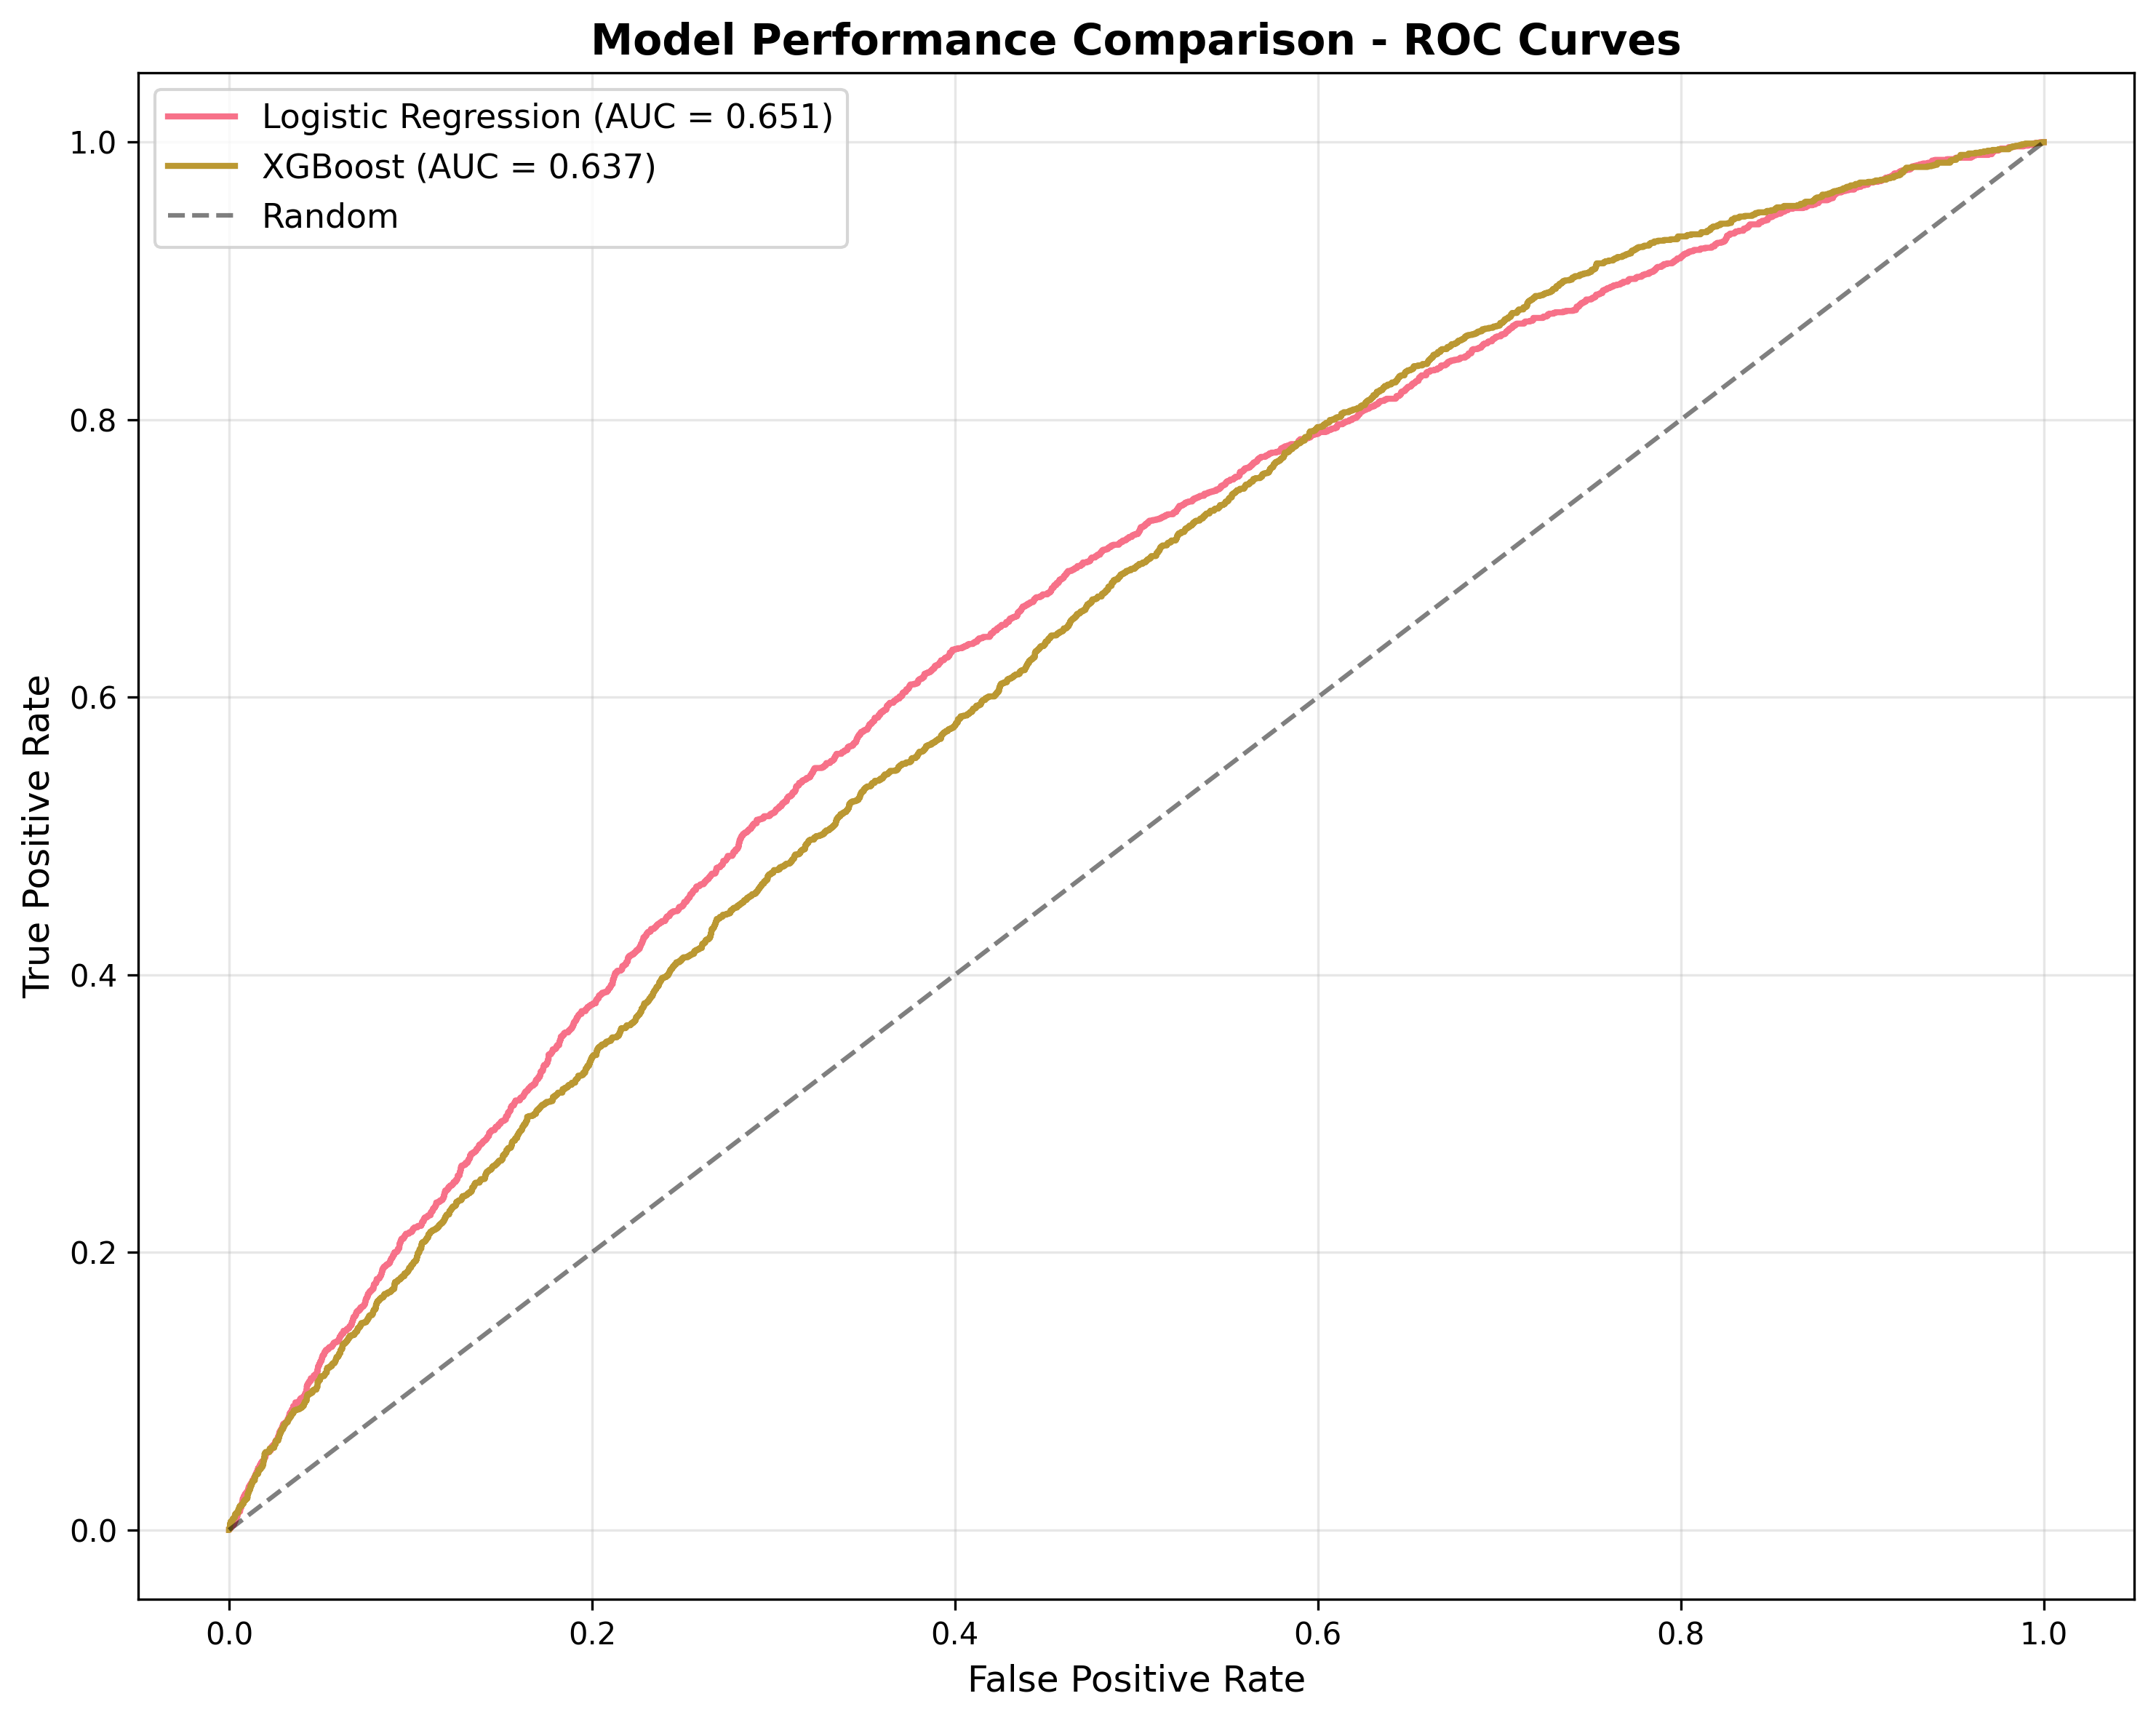 Model Performance Comparison - ROC Curves
Logistic Regression (AUC = 0.651)
XGBoost (AUC = 0.637)
Random
1.0
0.8
0.6
0.4
0.2
0.0
True Positive Rate
0.0 0.2 0.4 0.6 0.8 1.0
False Positive Rate